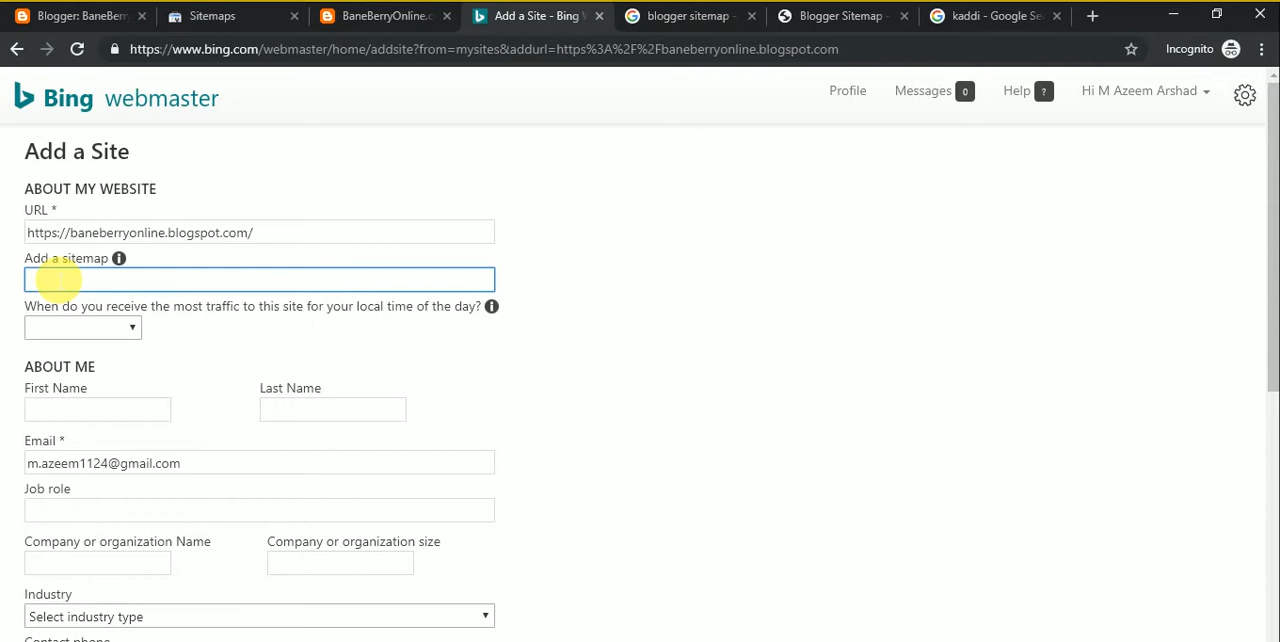 Blogger: BaneBerr
Sitemaps
BaneBerryOnline.c
Add a Site - Bing
blogger sitemap -
Blogger Sitemap -
kaddi - Google Se
https://www.bing.com/webmaster/home/addsite?from=mysites&addurl=https%3A%2F%2Fbaneberryonline.blogspot.com
Incognito
Bing webmaster
Profile
Messages 0
Help ?
Hi M Azeem Arshad
Add a Site
ABOUT MY WEBSITE
URL *
https://baneberryonline.blogspot.com/
Add a sitemap
When do you receive the most traffic to this site for your local time of the day?
ABOUT ME
First Name
Last Name
Email *
m.azeem1124@gmail.com
Job role
Company or organization Name
Company or organization size
Industry
Select industry type
Contact phone